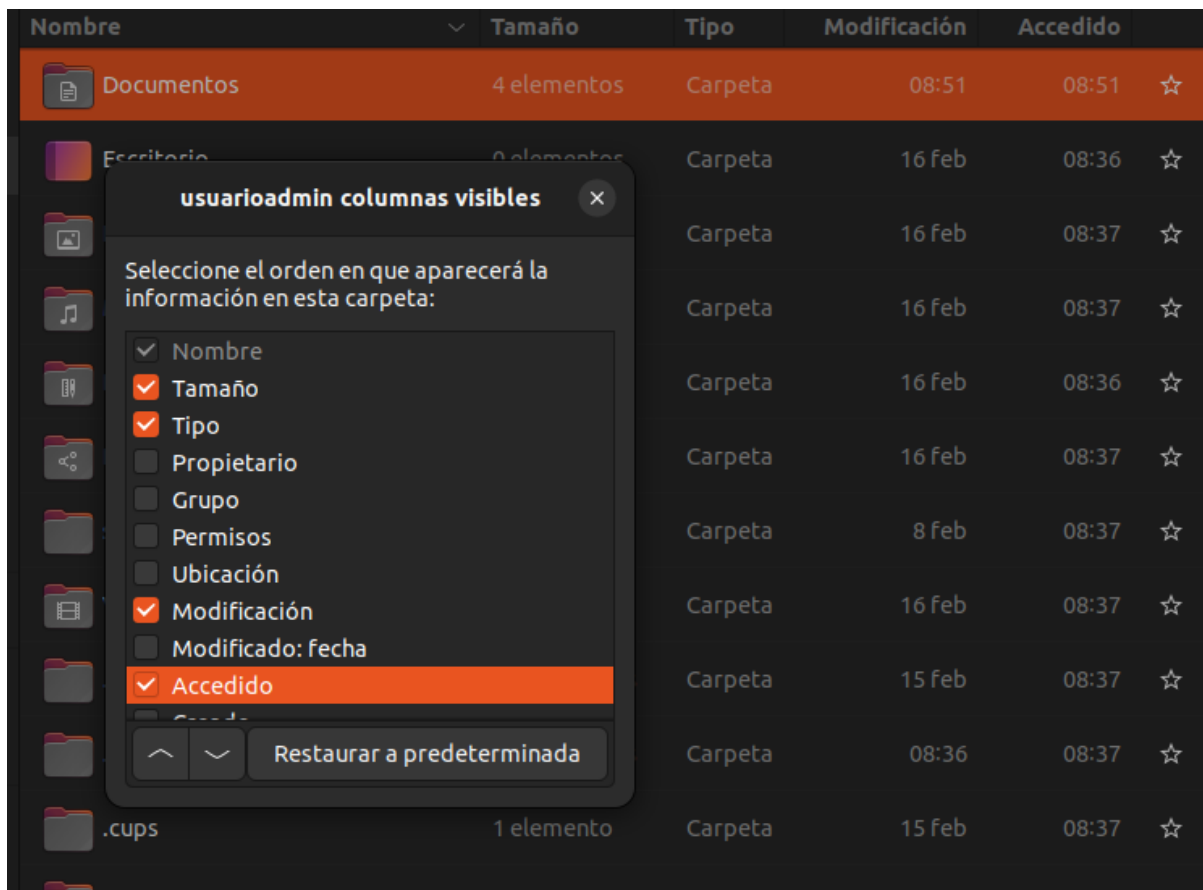 Nombre Tamaño Tipo Modificación Accedido
Documentos 4 elementos Carpeta 08:51 08:51
Escritorio 0 elementos Carpeta 16 feb 08:36
usuarioadmin columnas visibles
Carpeta 16 feb 08:37
Seleccione el orden en que aparecerá la
información en esta carpeta:
Carpeta 16 feb 08:37
Nombre
Tamaño
Carpeta 16 feb 08:36
Tipo
Propietario
Carpeta 16 feb 08:37
Grupo
Permisos
Carpeta 8 feb 08:37
Ubicación
Modificación
Carpeta 16 feb 08:37
Modificado: fecha
Accedido
Carpeta 15 feb 08:37
Creado
Restaurar a predeterminada
Carpeta 08:36 08:37
.cups 1 elemento Carpeta 15 feb 08:37